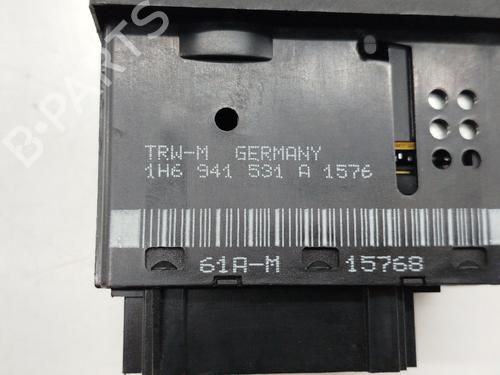 B-PARTS
TRW-M GERMANY
1H6 941 531 A 1576
61A-M 15768